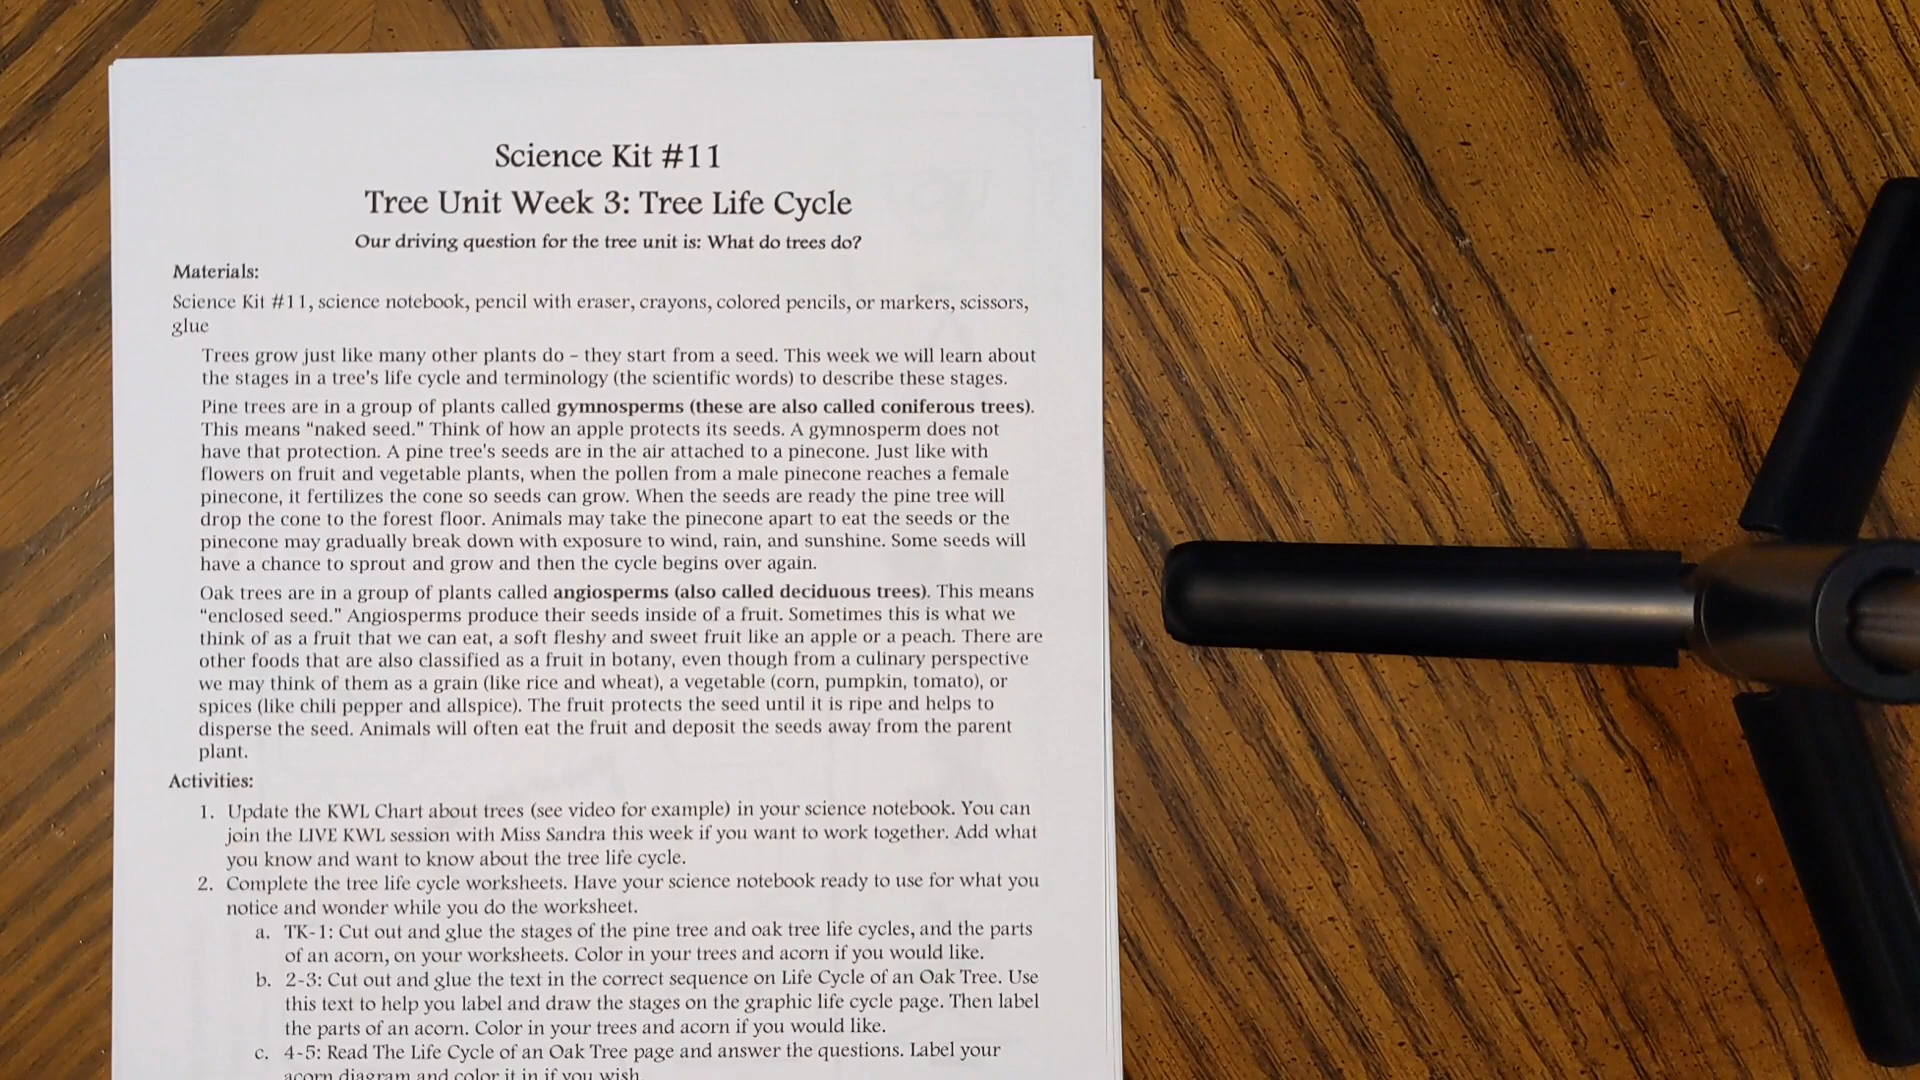 Science Kit #11
Tree Unit Week 3: Tree Life Cycle
Our driving question for the tree unit is: What do trees do?
Materials:
Science Kit #11, science notebook, pencil with eraser, crayons, colored pencils, or markers, scissors,
glue
Trees grow just like many other plants do – they start from a seed. This week we will learn about
the stages in a tree's life cycle and terminology (the scientific words) to describe these stages.
Pine trees are in a group of plants called gymnosperms (these are also called coniferous trees).
This means “naked seed.” Think of how an apple protects its seeds. A gymnosperm does not
have that protection. A pine tree's seeds are in the air attached to a pinecone. Just like with
flowers on fruit and vegetable plants, when the pollen from a male pinecone reaches a female
pinecone, it fertilizes the cone so seeds can grow. When the seeds are ready the pine tree will
drop the cone to the forest floor. Animals may take the pinecone apart to eat the seeds or the
pinecone may gradually break down with exposure to wind, rain, and sunshine. Some seeds will
have a chance to sprout and grow and then the cycle begins over again.
Oak trees are in a group of plants called angiosperms (also called deciduous trees). This means
“enclosed seed.” Angiosperms produce their seeds inside of a fruit. Sometimes this is what we
think of as a fruit that we can eat, a soft fleshy and sweet fruit like an apple or a peach. There are
other foods that are also classified as a fruit in botany, even though from a culinary perspective
we may think of them as a grain (like rice and wheat), a vegetable (corn, pumpkin, tomato), or
spices (like chili pepper and allspice). The fruit protects the seed until it is ripe and helps to
disperse the seed. Animals will often eat the fruit and deposit the seeds away from the parent
plant.
Activities:
1. Update the KWL Chart about trees (see video for example) in your science notebook. You can
join the LIVE KWL session with Miss Sandra this week if you want to work together. Add what
you know and want to know about the tree life cycle.
2. Complete the tree life cycle worksheets. Have your science notebook ready to use for what you
notice and wonder while you do the worksheet.
a. TK-1: Cut out and glue the stages of the pine tree and oak tree life cycles, and the parts
of an acorn, on your worksheets. Color in your trees and acorn if you would like.
b. 2-3: Cut out and glue the text in the correct sequence on Life Cycle of an Oak Tree. Use
this text to help you label and draw the stages on the graphic life cycle page. Then label
the parts of an acorn. Color in your trees and acorn if you would like.
c. 4-5: Read The Life Cycle of an Oak Tree page and answer the questions. Label your
acorn diagram and color it in if you wish.